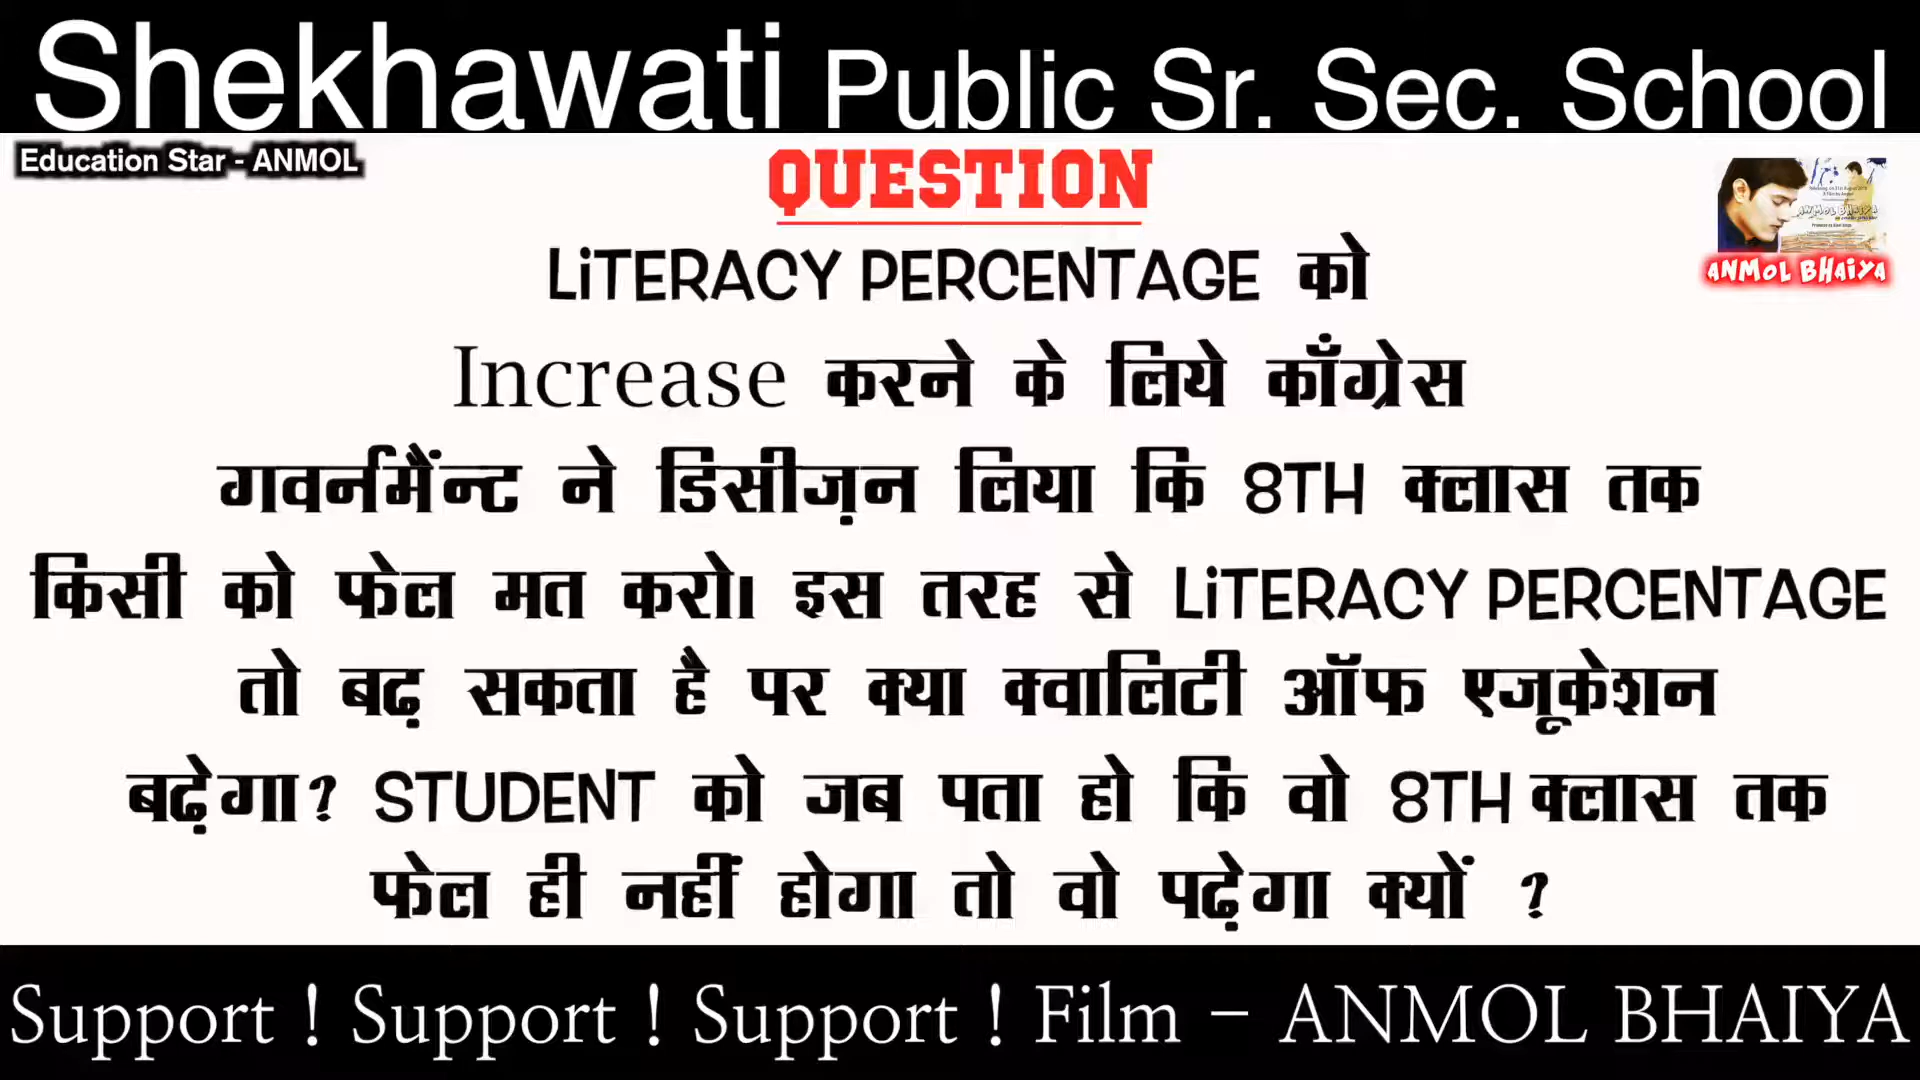 Shekhawati Public Sr. Sec. School
Education Star - ANMOL
QUESTION
ANMOL BHAIYA
LiTERACY PERCENTAGE को
Increase करने के लिये काँग्रेस
गवर्नमैंन्ट ने डिसीज़न लिया कि 8TH क्लास तक
किसी को फेल मत करो। इस तरह से LiTERACY PERCENTAGE
तो बढ़ सकता है पर क्या क्वालिटी ऑफ एजूकेशन
बढ़ेगा? STUDENT को जब पता हो कि वो 8TH क्लास तक
फेल ही नहीं होगा तो वो पढ़ेगा क्यों ?
Support ! Support ! Support ! Film - ANMOL BHAIYA